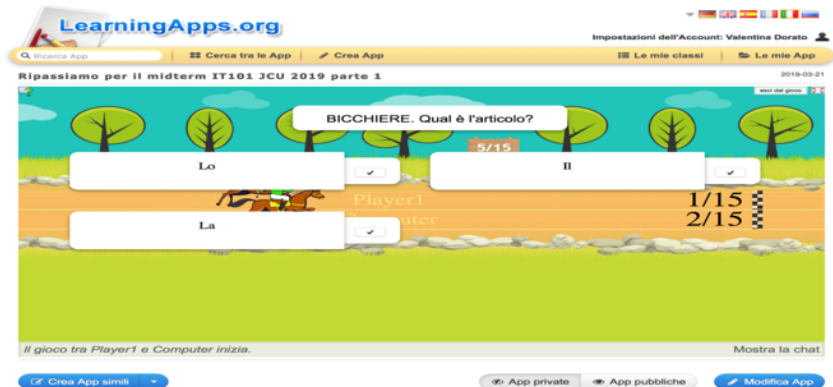 LearningApps.org
Impostazioni dell'Account: Valentina Dorato
Ricerca App
Cerca tra le App
Crea App
Le mie classi
Le mie App
Ripassiamo per il midterm IT101 JCU 2019 parte 1
2019-03-21
esci dal gioco
BICCHIERE. Qual è l'articolo?
5/15
Lo
Il
Player1
1/15
2/15
La
Il gioco tra Player1 e Computer inizia.
Mostra la chat
Crea App simili
App private
App pubbliche
Modifica App